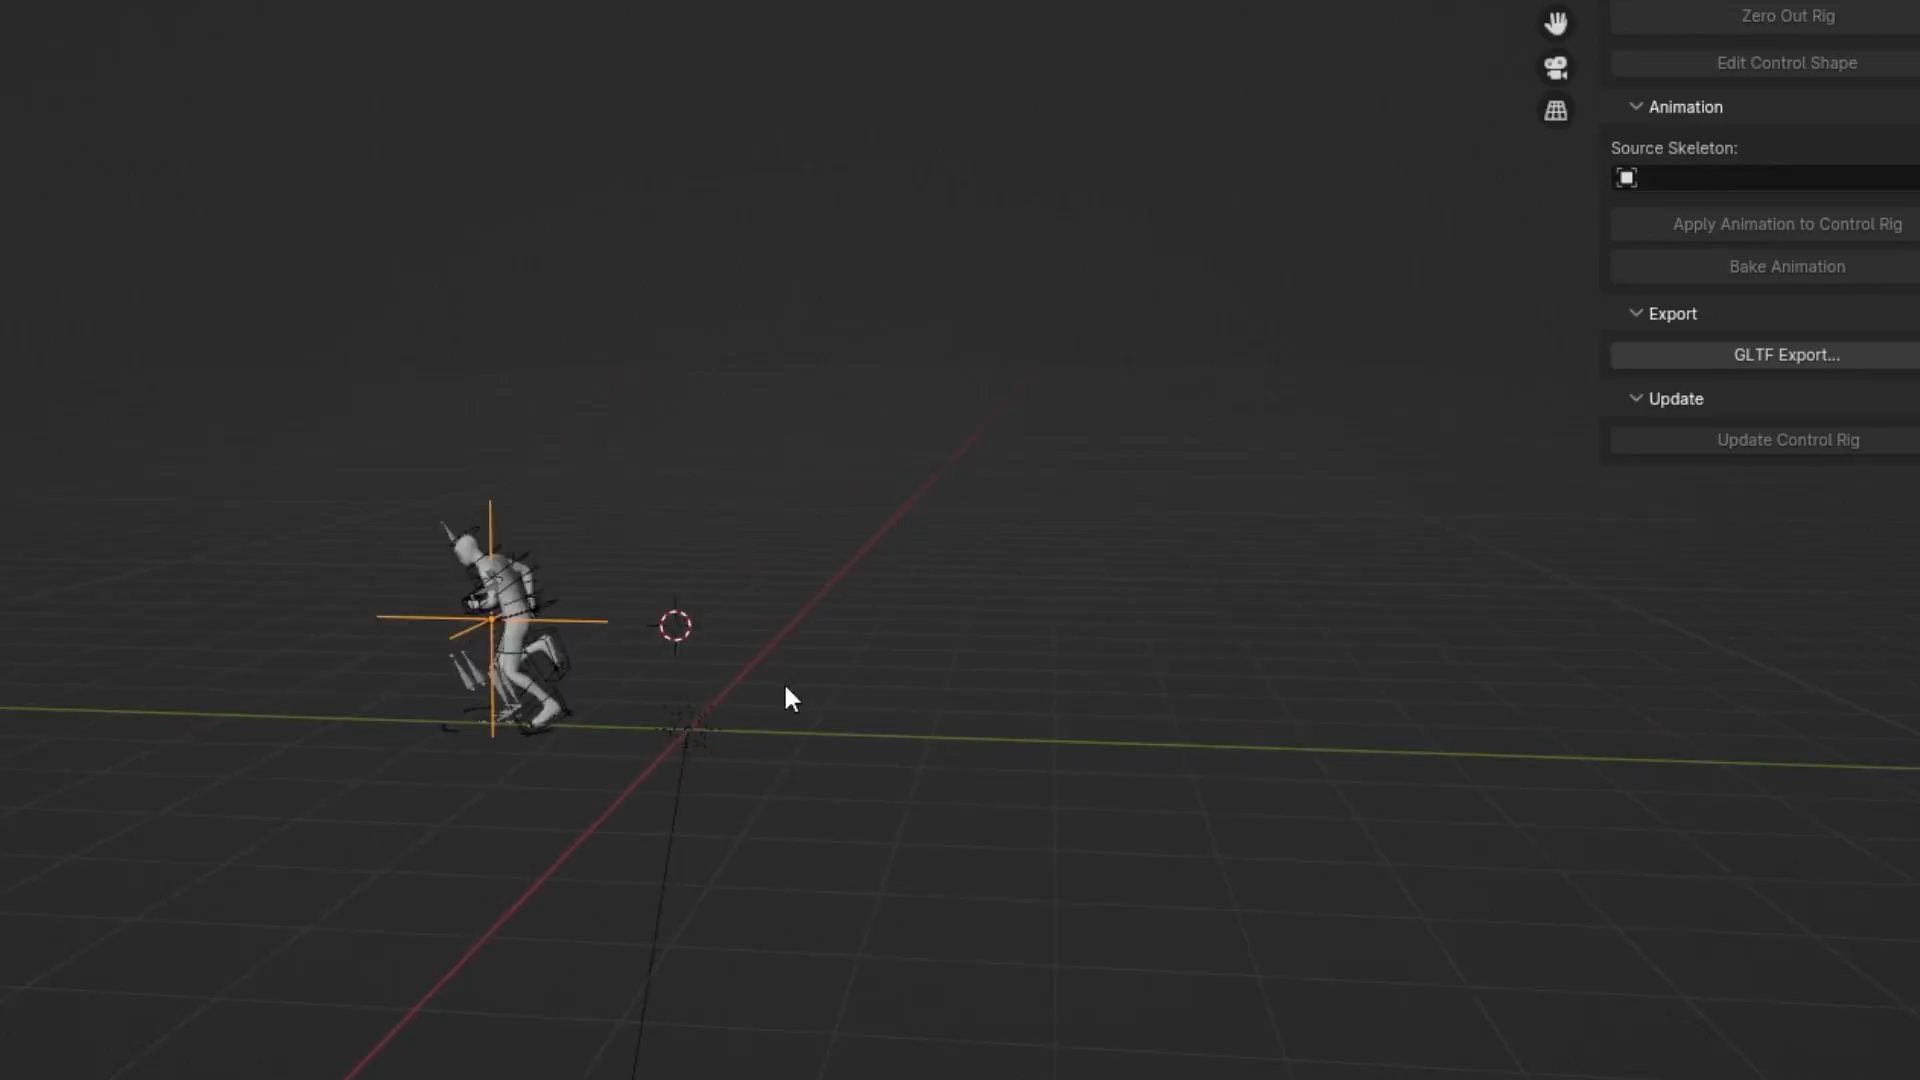 Zero Out Rig
Edit Control Shape
Animation
Source Skeleton:
Apply Animation to Control Rig
Bake Animation
Export
GLTF Export...
Update
Update Control Rig